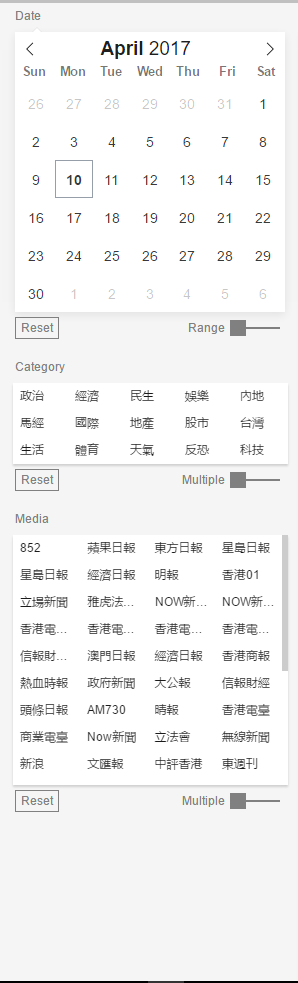 Date
April 2017
Sun Mon Tue Wed Thu Fri Sat
26 27 28 29 30 31 1
2 3 4 5 6 7 8
9 10 11 12 13 14 15
16 17 18 19 20 21 22
23 24 25 26 27 28 29
30 1 2 3 4 5 6
Reset Range
Category
政治 經濟 民生 娛樂 內地
馬經 國際 地產 股市 台灣
生活 體育 天氣 反恐 科技
Reset Multiple
Media
852 蘋果日報 東方日報 星島日報
星島日報 經濟日報 明報 香港01
立場新聞 雅虎法... NOW新... NOW新...
香港電... 香港電... 香港電... 香港電...
信報財... 澳門日報 經濟日報 香港商報
熱血時報 政府新聞 大公報 信報財經
頭條日報 AM730 晴報 香港電臺
商業電臺 Now新聞 立法會 無線新聞
新浪 文匯報 中評香港 東週刊
Reset Multiple